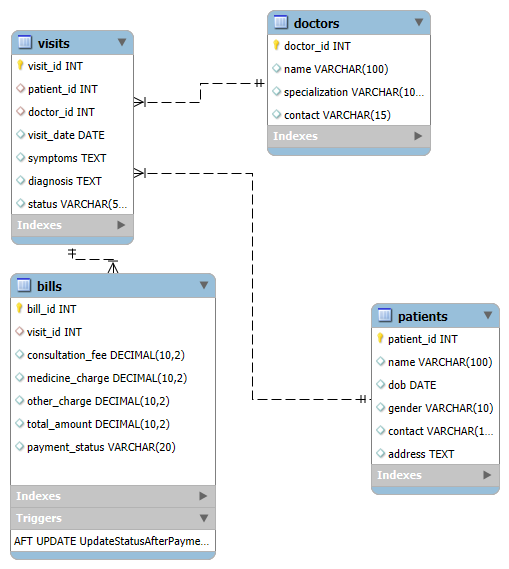 visits
visit_id INT
patient_id INT
doctor_id INT
visit_date DATE
symptoms TEXT
diagnosis TEXT
status VARCHAR(5...
Indexes
doctors
doctor_id INT
name VARCHAR(100)
specialization VARCHAR(10...
contact VARCHAR(15)
Indexes
bills
bill_id INT
visit_id INT
consultation_fee DECIMAL(10,2)
medicine_charge DECIMAL(10,2)
other_charge DECIMAL(10,2)
total_amount DECIMAL(10,2)
payment_status VARCHAR(20)
Indexes
Triggers
AFT UPDATE UpdateStatusAfterPayme...
patients
patient_id INT
name VARCHAR(100)
dob DATE
gender VARCHAR(10)
contact VARCHAR(1...
address TEXT
Indexes